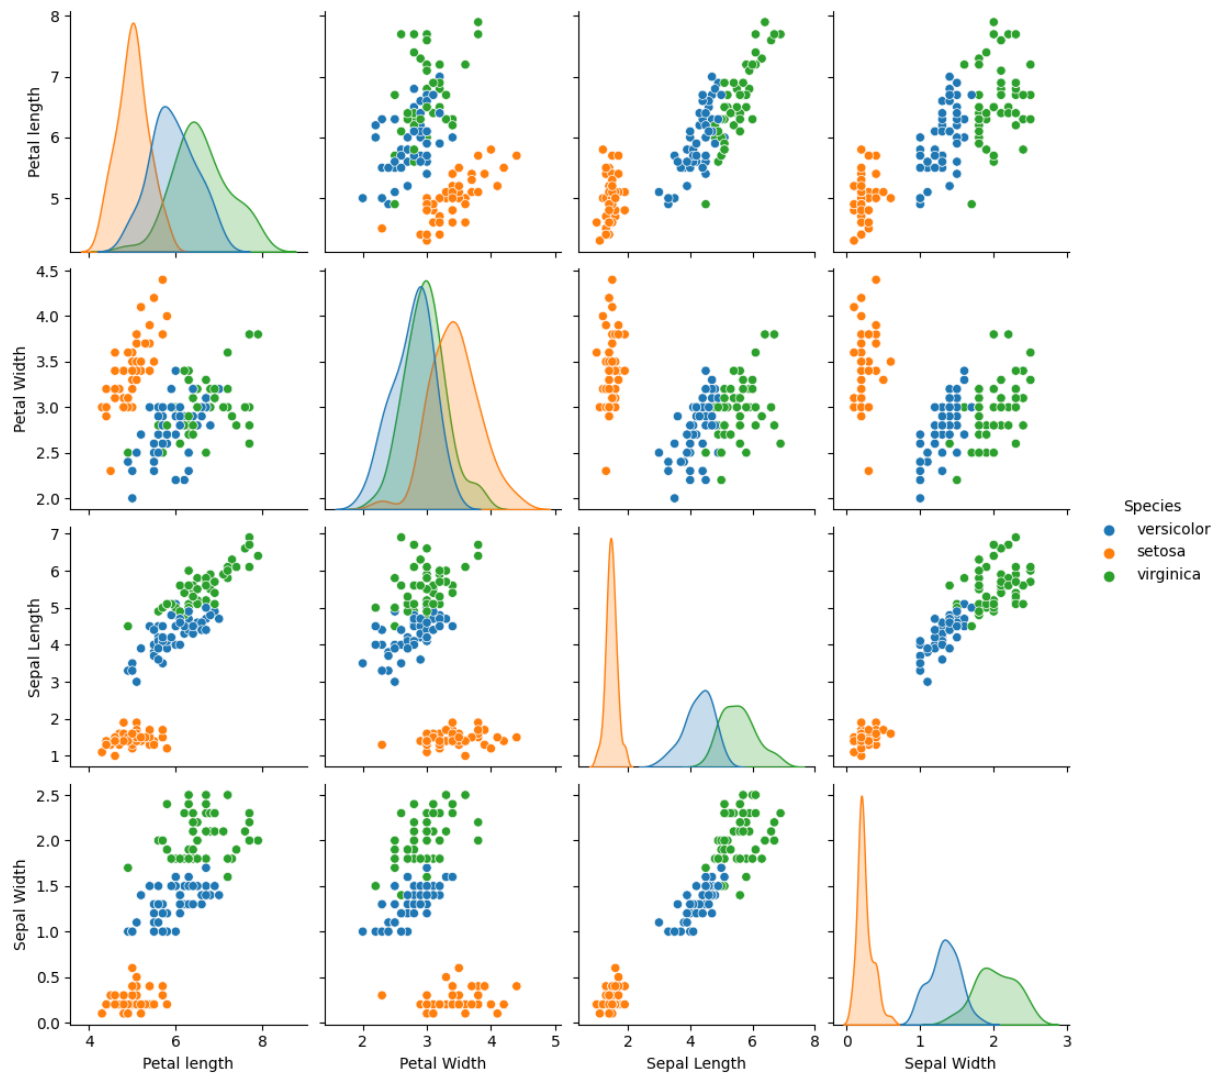 8
7
6
5
Petal length
4.5
4.0
3.5
3.0
2.5
2.0
Petal Width
7
6
5
4
3
2
1
Sepal Length
Species
versicolor
setosa
virginica
2.5
2.0
1.5
1.0
0.5
0.0
Sepal Width
4 6 8
2 3 4 5
2 4 6 8
0 1 2 3
Petal length
Petal Width
Sepal Length
Sepal Width